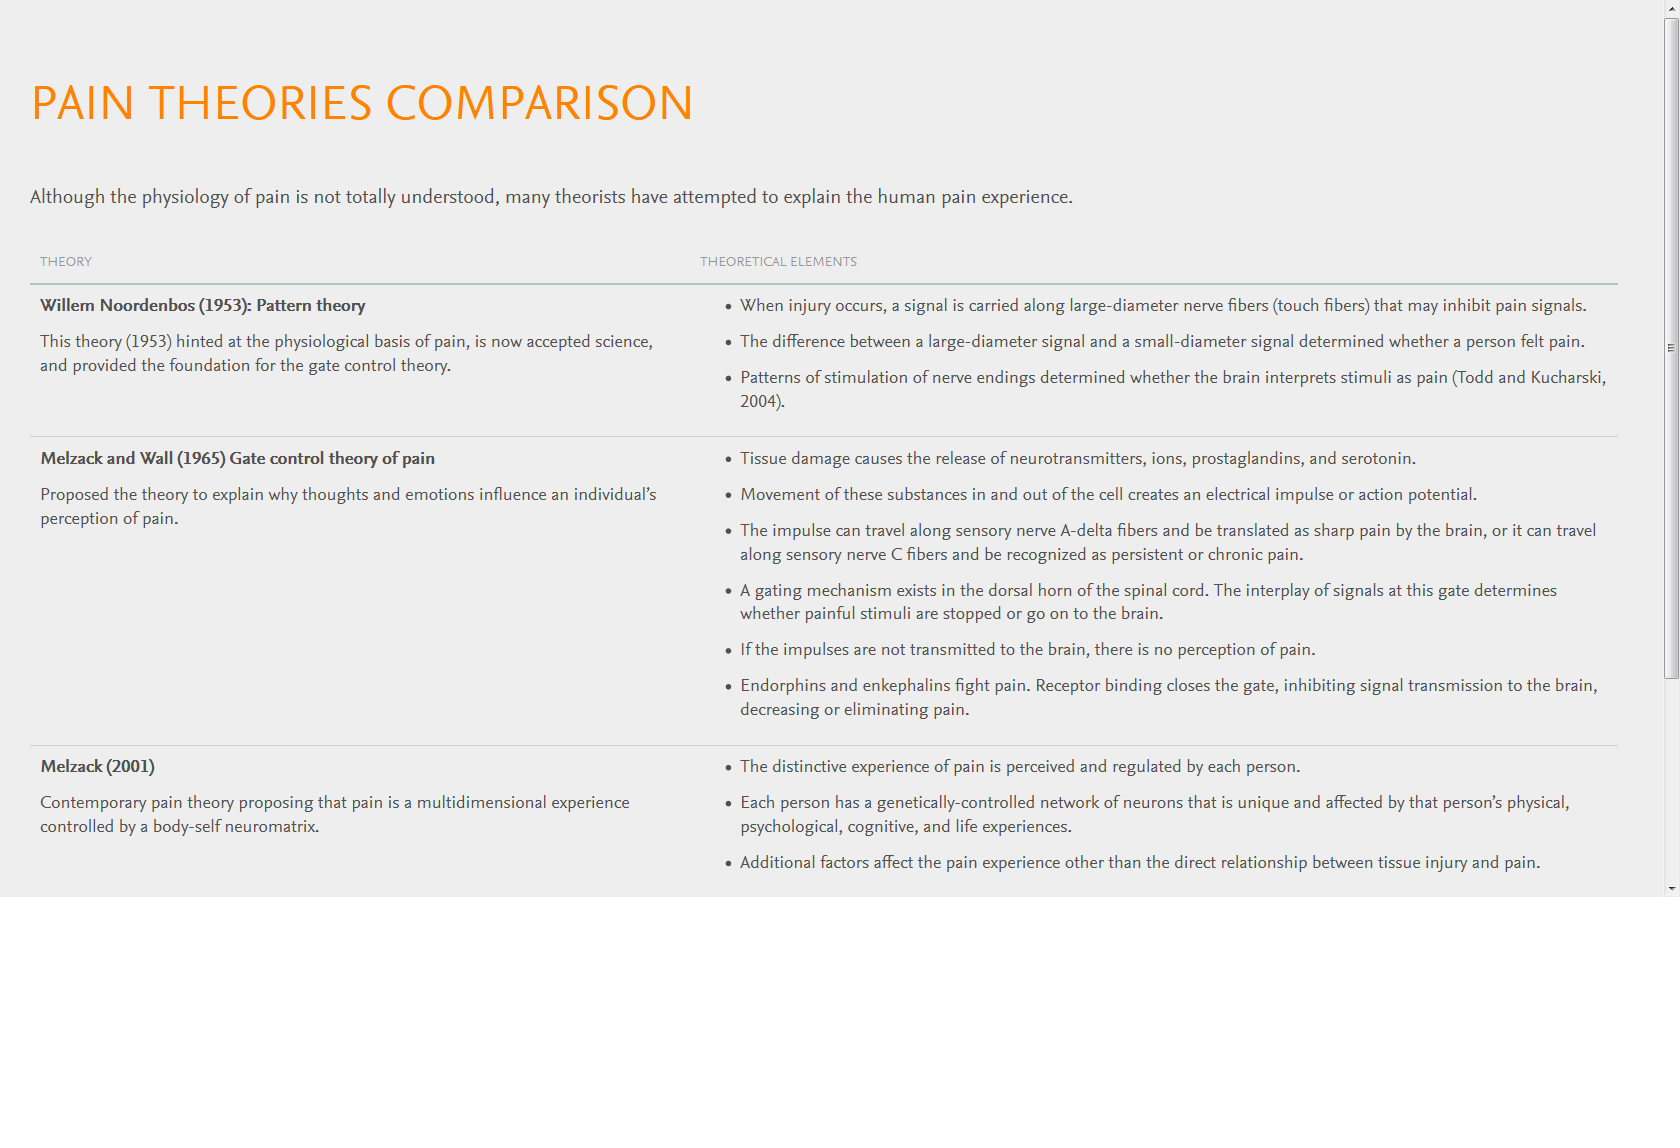 PAIN THEORIES COMPARISON
Although the physiology of pain is not totally understood, many theorists have attempted to explain the human pain experience.
THEORY
THEORETICAL ELEMENTS
Willem Noordenbos (1953): Pattern theory
This theory (1953) hinted at the physiological basis of pain, is now accepted science,
and provided the foundation for the gate control theory.
• When injury occurs, a signal is carried along large-diameter nerve fibers (touch fibers) that may inhibit pain signals.
• The difference between a large-diameter signal and a small-diameter signal determined whether a person felt pain.
• Patterns of stimulation of nerve endings determined whether the brain interprets stimuli as pain (Todd and Kucharski,
2004).
Melzack and Wall (1965) Gate control theory of pain
Proposed the theory to explain why thoughts and emotions influence an individual’s
perception of pain.
• Tissue damage causes the release of neurotransmitters, ions, prostaglandins, and serotonin.
• Movement of these substances in and out of the cell creates an electrical impulse or action potential.
• The impulse can travel along sensory nerve A-delta fibers and be translated as sharp pain by the brain, or it can travel
along sensory nerve C fibers and be recognized as persistent or chronic pain.
• A gating mechanism exists in the dorsal horn of the spinal cord. The interplay of signals at this gate determines
whether painful stimuli are stopped or go on to the brain.
• If the impulses are not transmitted to the brain, there is no perception of pain.
• Endorphins and enkephalins fight pain. Receptor binding closes the gate, inhibiting signal transmission to the brain,
decreasing or eliminating pain.
Melzack (2001)
Contemporary pain theory proposing that pain is a multidimensional experience
controlled by a body-self neuromatrix.
• The distinctive experience of pain is perceived and regulated by each person.
• Each person has a genetically-controlled network of neurons that is unique and affected by that person’s physical,
psychological, cognitive, and life experiences.
• Additional factors affect the pain experience other than the direct relationship between tissue injury and pain.